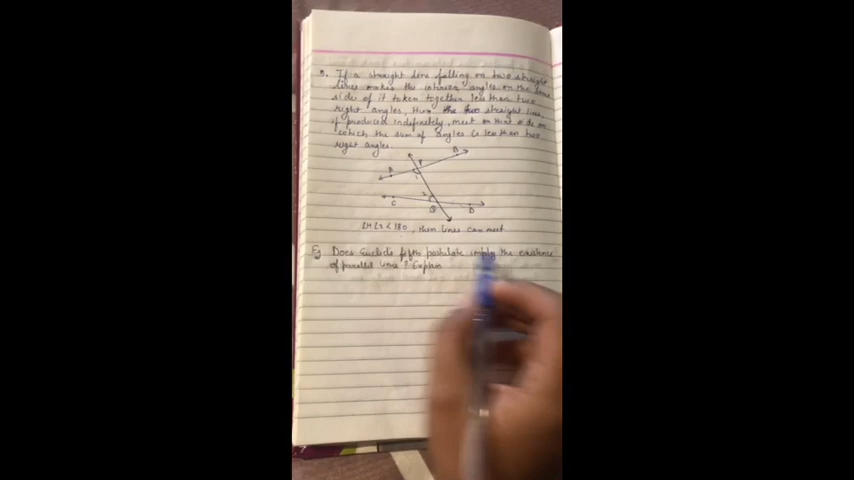 5. If a straight line falling on two straight
lines makes the interior angles on the same
side of it taken together less than two
right angles, then the two straight lines,
if produced indefinitely, meet on that side on
which the sum of angles is less than two
right angles.
B
P
A
1
2
C
Q
D
∠1+∠2 < 180, then lines can meet
Eg Does Euclid's fifth postulate imply the existence
of parallel lines ? Explain